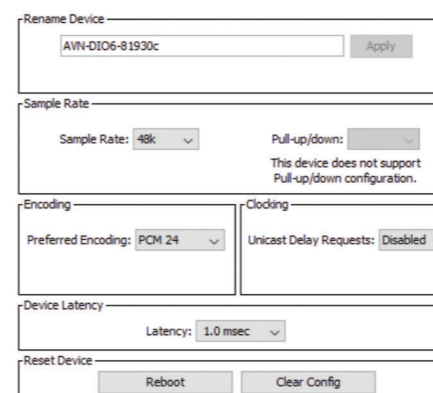 Rename Device
AVN-DIO6-81930c Apply
Sample Rate
Sample Rate: 48k Pull-up/down:
This device does not support
Pull-up/down configuration.
Encoding Clocking
Preferred Encoding: PCM 24 Unicast Delay Requests: Disabled
Device Latency
Latency: 1.0 msec
Reset Device
Reboot Clear Config